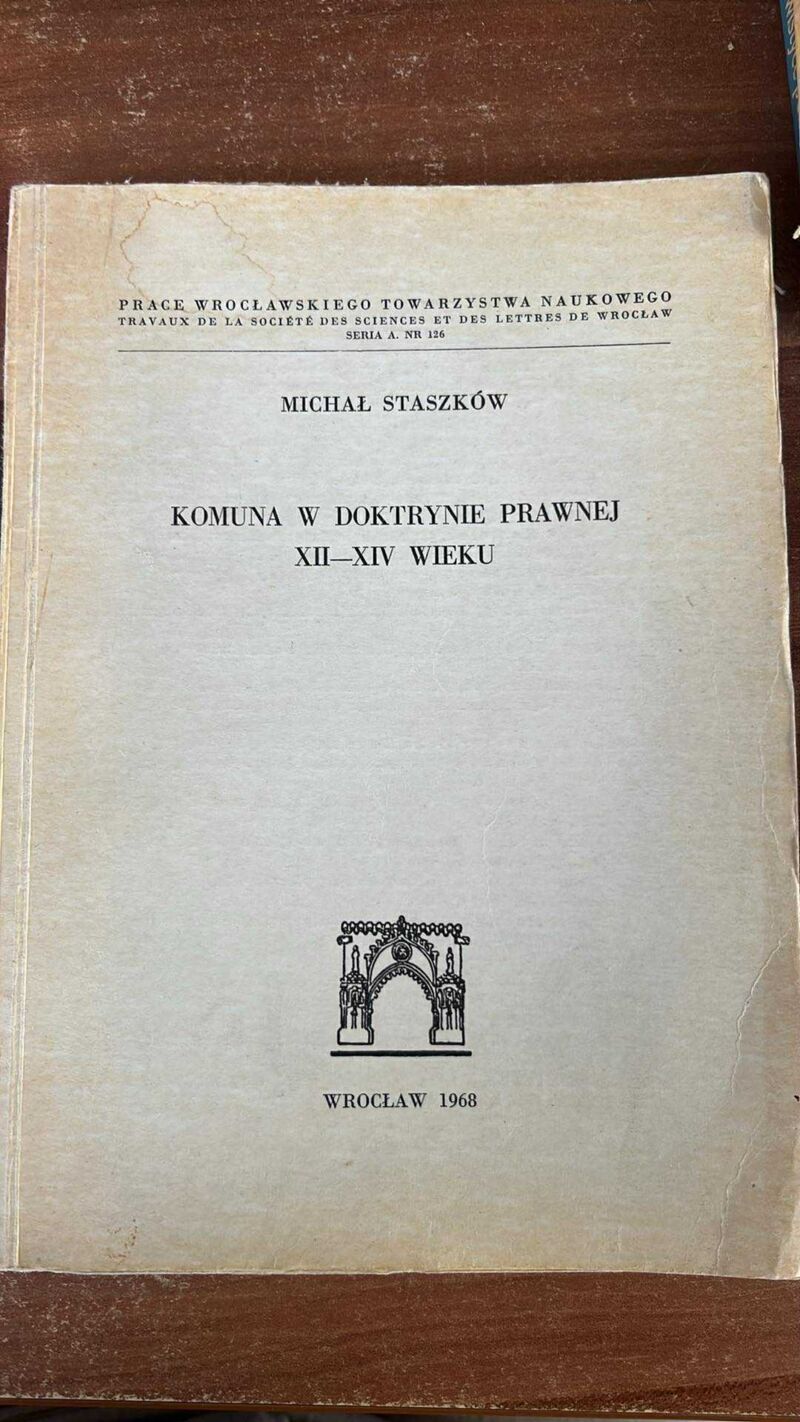 PRACE WROCŁAWSKIEGO TOWARZYSTWA NAUKOWEGO
TRAVAUX DE LA SOCIÉTÉ DES SCIENCES ET DES LETTRES DE WROCŁAW
SERIA A. NR 126
MICHAŁ STASZKÓW
KOMUNA W DOKTRYNIE PRAWNEJ
XII—XIV WIEKU
WROCŁAW 1968